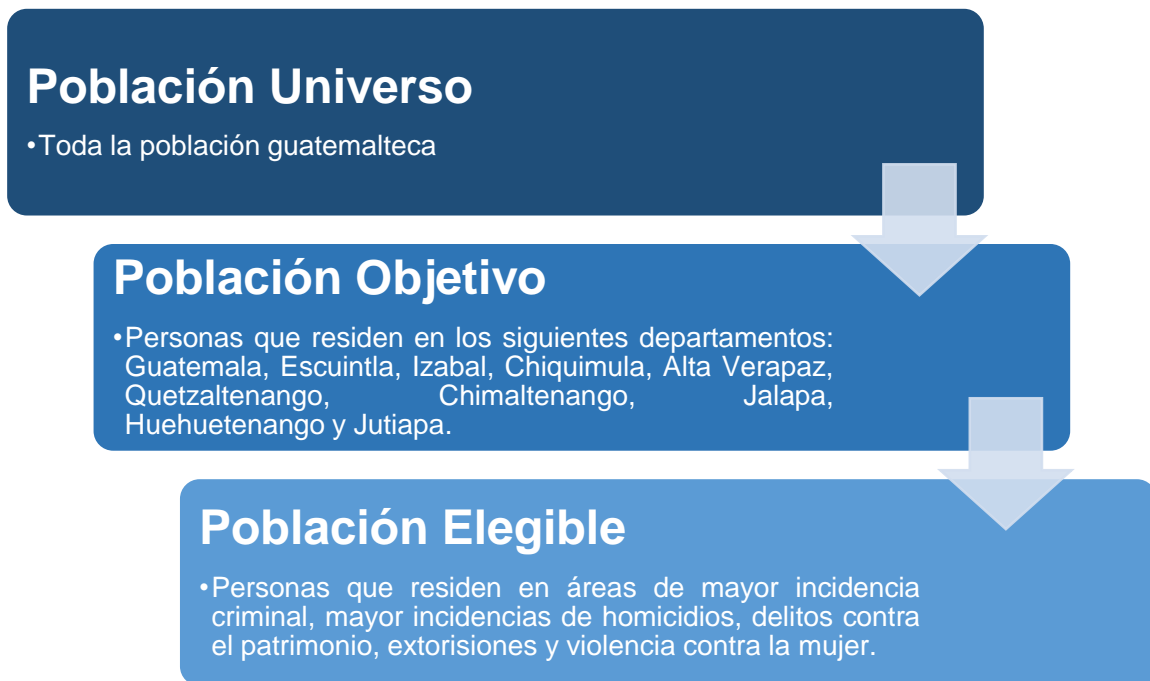 Población Universo
•Toda la población guatemalteca
Población Objetivo
•Personas que residen en los siguientes departamentos:
Guatemala, Escuintla, Izabal, Chiquimula, Alta Verapaz,
Quetzaltenango, Chimaltenango, Jalapa,
Huehuetenango y Jutiapa.
Población Elegible
•Personas que residen en áreas de mayor incidencia
criminal, mayor incidencias de homicidios, delitos contra
el patrimonio, extorisiones y violencia contra la mujer.